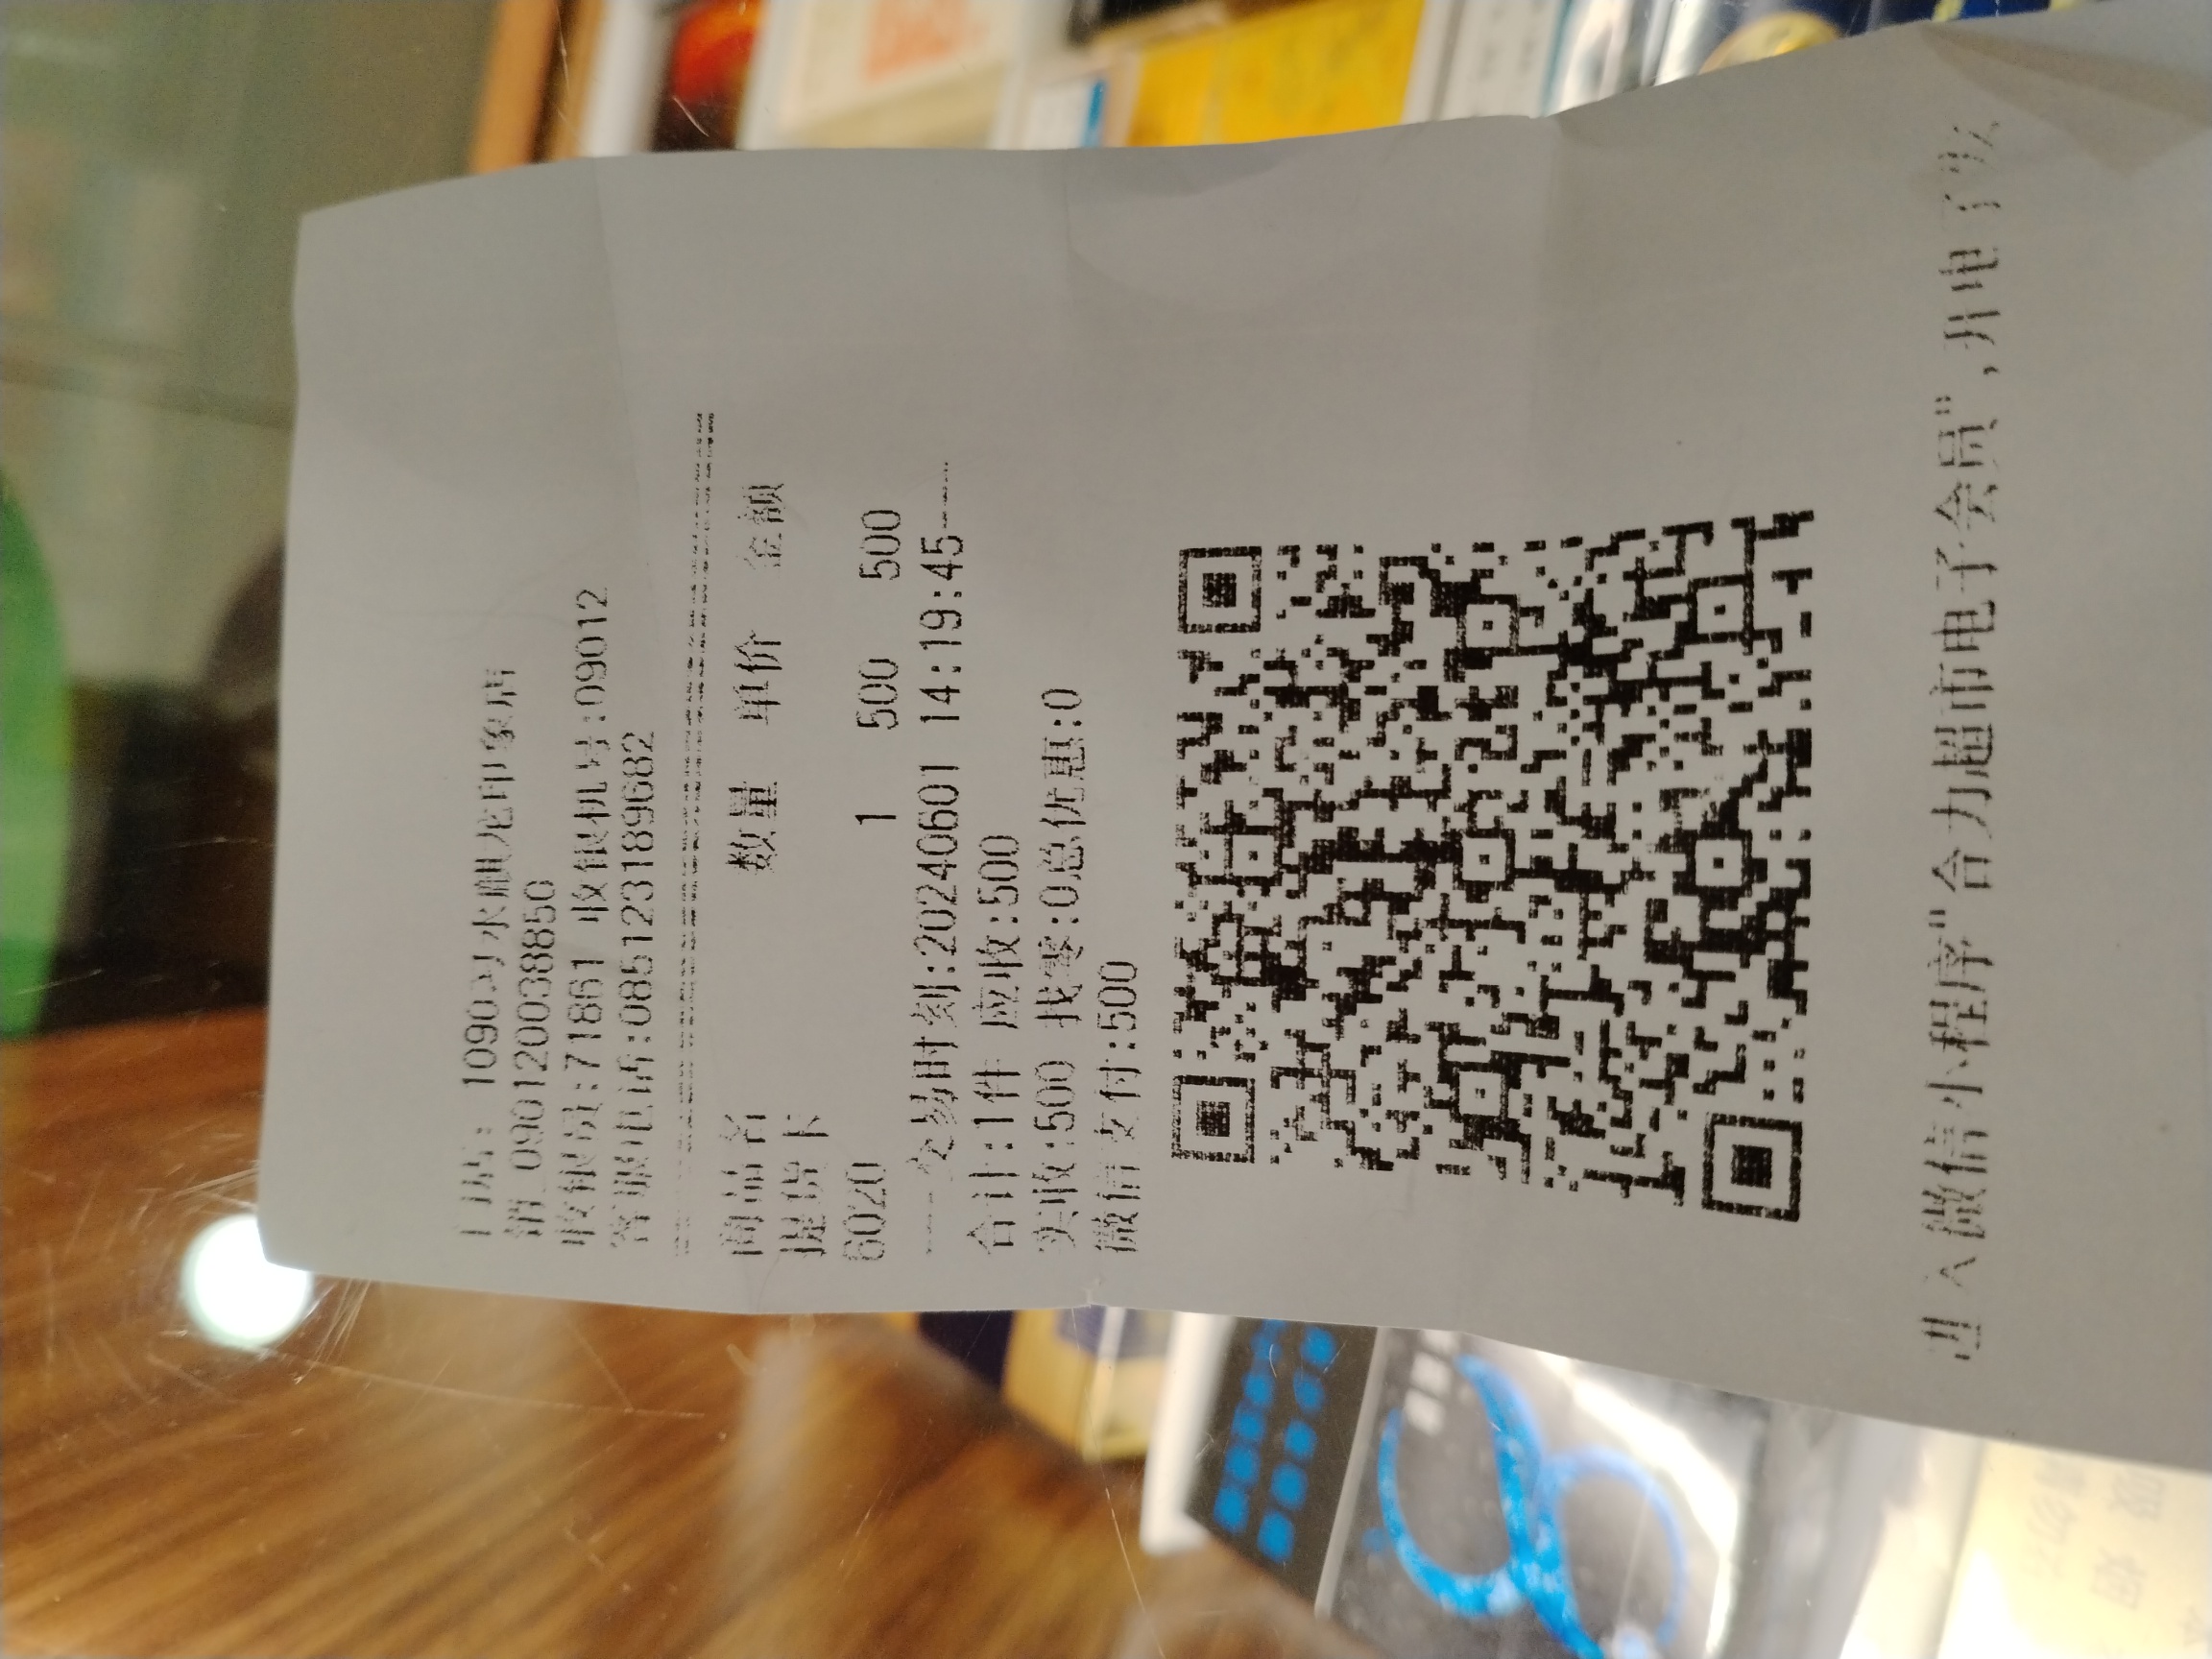 门店: 1090习水麒龙印象店
销_090120038850
收银员:71861 收银机号:09012
客服电话:085123189682
商品名 数量 单价 金额
提货卡
6020 1 500 500
----交易时刻:20240601 14:19:45----
合计:1件 应收:500
实收:500 找零:0总优惠:0
微信支付:500
进入微信小程序"合力超市电子会员",开电子发